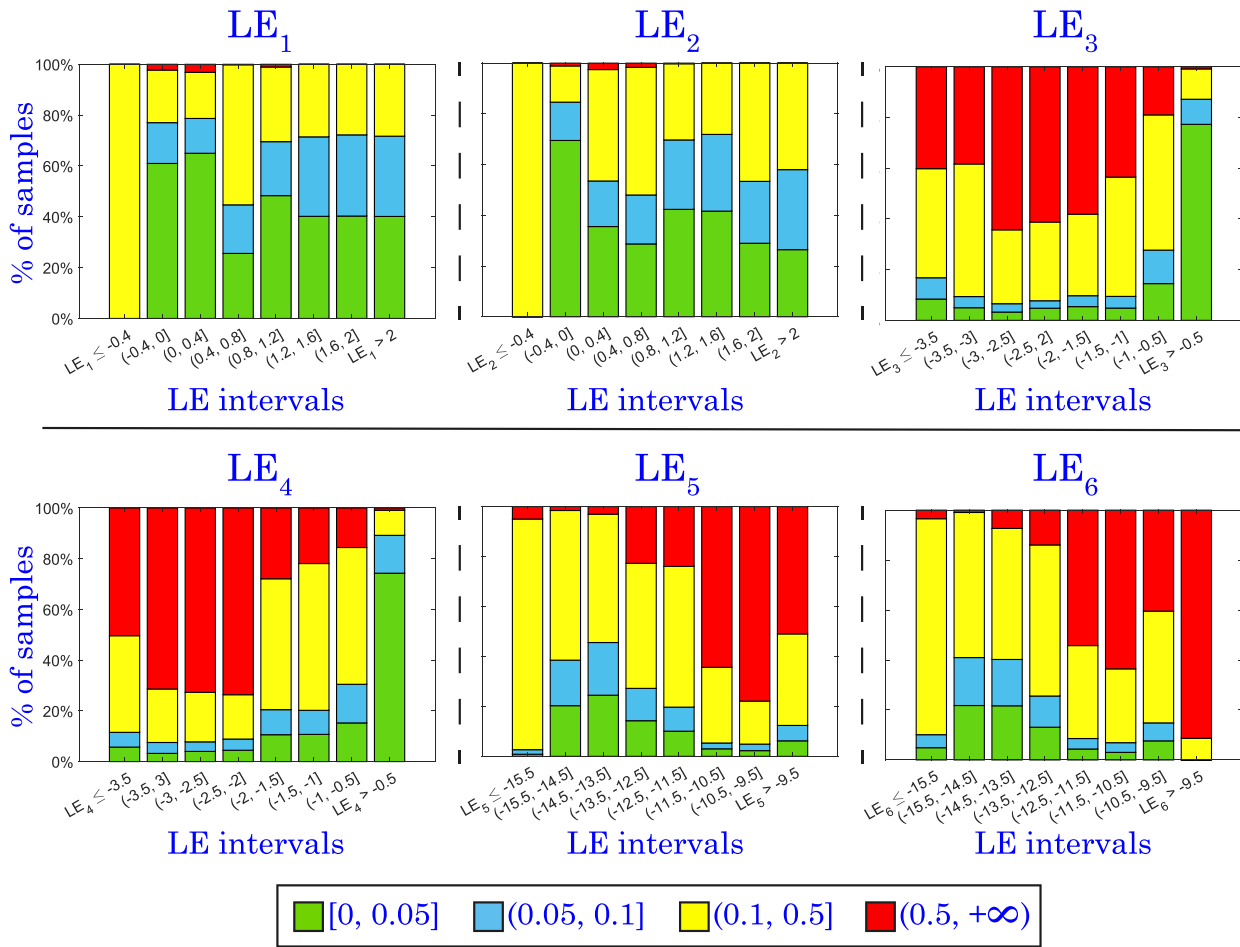 LE1 LE2 LE3
% of samples
100%
80%
60%
40%
20%
0%
LE1 ≤ -0.4 (-0.4, 0] (0, 0.4] (0.4, 0.8] (0.8, 1.2] (1.2, 1.6] (1.6, 2] LE1 > 2
LE2 ≤ -0.4 (-0.4, 0] (0, 0.4] (0.4, 0.8] (0.8, 1.2] (1.2, 1.6] (1.6, 2] LE2 > 2
LE3 ≤ -3.5 (-3.5, -3] (-3, -2.5] (-2.5, 2] (-2, -1.5] (-1.5, -1] (-1, -0.5] LE3 > -0.5
LE intervals LE intervals LE intervals
LE4 LE5 LE6
% of samples
100%
80%
60%
40%
20%
0%
LE4 ≤ -3.5 (-3.5, 3] (-3, -2.5] (-2.5, -2] (-2, -1.5] (-1.5, -1] (-1, -0.5] LE4 > -0.5
LE5 ≤ -15.5 (-15.5, -14.5] (-14.5, -13.5] (-13.5, -12.5] (-12.5, -11.5] (-11.5, -10.5] (-10.5, -9.5] LE5 > -9.5
LE6 ≤ -15.5 (-15.5, -14.5] (-14.5, -13.5] (-13.5, -12.5] (-12.5, -11.5] (-11.5, -10.5] (-10.5, -9.5] LE6 > -9.5
LE intervals LE intervals LE intervals
[0, 0.05] (0.05, 0.1] (0.1, 0.5] (0.5, +∞)